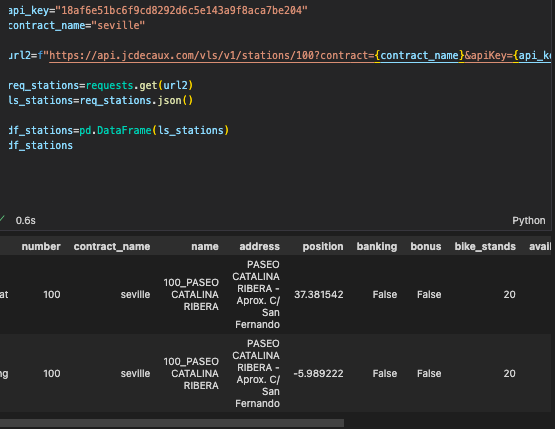 api_key="18af6e51bc6f9cd8292d6c5e143a9f8aca7be204"
contract_name="seville"
url2=f"https://api.jcdecaux.com/vls/v1/stations/100?contract={contract_name}&apiKey={api_ke
req_stations=requests.get(url2)
ls_stations=req_stations.json()
df_stations=pd.DataFrame(ls_stations)
df_stations
0.6s Python
number contract_name name address position banking bonus bike_stands avail
at 100 seville 100_PASEO CATALINA RIBERA PASEO CATALINA RIBERA - Aprox. C/ San Fernando 37.381542 False False 20
ng 100 seville 100_PASEO CATALINA RIBERA PASEO CATALINA RIBERA - Aprox. C/ San Fernando -5.989222 False False 20